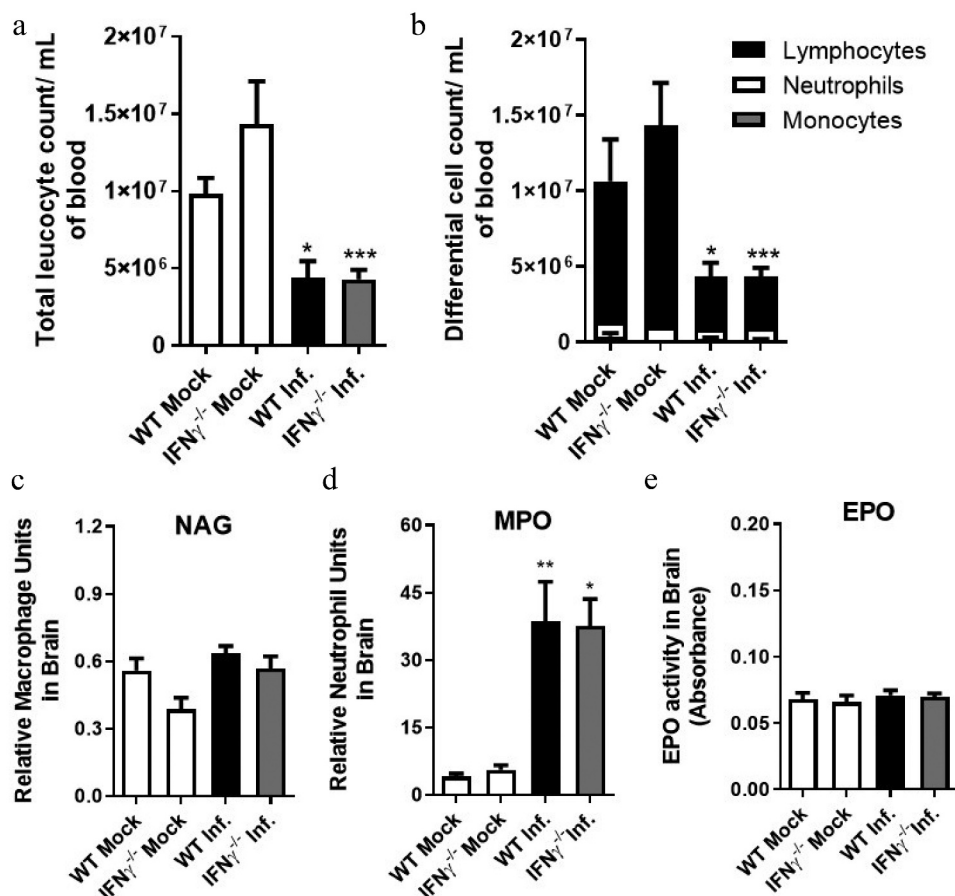 a
Total leucocyte count/ mL
of blood
2×10⁷
1.5×10⁷
1×10⁷
5×10⁶
0
*
***
WT Mock
IFNγ⁻/⁻ Mock
WT Inf.
IFNγ⁻/⁻ Inf.
b
Differential cell count/ mL
of blood
2×10⁷
1.5×10⁷
1×10⁷
5×10⁶
0
*
***
WT Mock
IFNγ⁻/⁻ Mock
WT Inf.
IFNγ⁻/⁻ Inf.
Lymphocytes
Neutrophils
Monocytes
c
NAG
Relative Macrophage Units
in Brain
1.2
0.9
0.6
0.3
0.0
WT Mock
IFNγ⁻/⁻ Mock
WT Inf.
IFNγ⁻/⁻ Inf.
d
MPO
Relative Neutrophil Units
in Brain
60
45
30
15
0
**
*
WT Mock
IFNγ⁻/⁻ Mock
WT Inf.
IFNγ⁻/⁻ Inf.
e
EPO
EPO activity in Brain
(Absorbance)
0.20
0.15
0.10
0.05
0.00
WT Mock
IFNγ⁻/⁻ Mock
WT Inf.
IFNγ⁻/⁻ Inf.